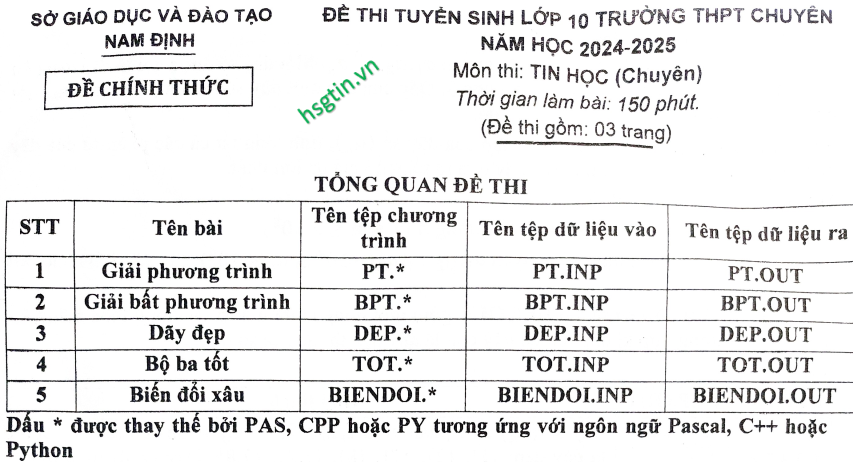 SỞ GIÁO DỤC VÀ ĐÀO TẠO
NAM ĐỊNH
ĐỀ CHÍNH THỨC
hsgtin.vn
ĐỀ THI TUYỂN SINH LỚP 10 TRƯỜNG THPT CHUYÊN
NĂM HỌC 2024-2025
Môn thi: TIN HỌC (Chuyên)
Thời gian làm bài: 150 phút.
(Đề thi gồm: 03 trang)
TỔNG QUAN ĐỀ THI
STT Tên bài Tên tệp chương trình Tên tệp dữ liệu vào Tên tệp dữ liệu ra
1 Giải phương trình PT.* PT.INP PT.OUT
2 Giải bất phương trình BPT.* BPT.INP BPT.OUT
3 Dãy đẹp DEP.* DEP.INP DEP.OUT
4 Bộ ba tốt TOT.* TOT.INP TOT.OUT
5 Biến đổi xâu BIENDOI.* BIENDOI.INP BIENDOI.OUT
Dấu * được thay thế bởi PAS, CPP hoặc PY tương ứng với ngôn ngữ Pascal, C++ hoặc
Python